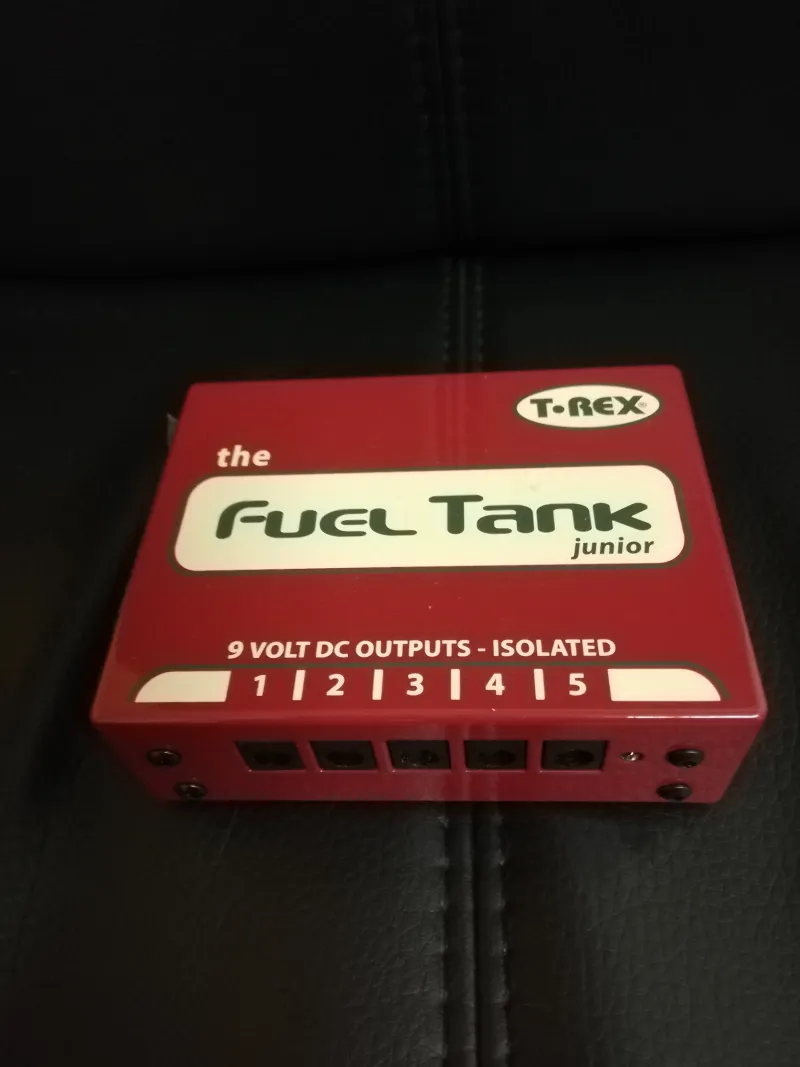 T•REX®
the
Fuel Tank
junior
9 VOLT DC OUTPUTS - ISOLATED
1 | 2 | 3 | 4 | 5